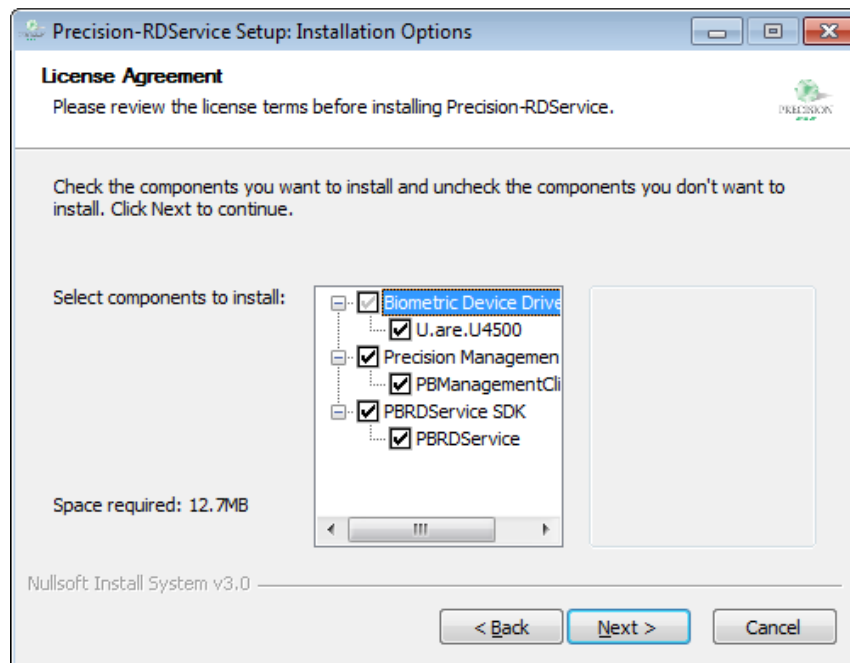 Precision-RDService Setup: Installation Options
License Agreement
Please review the license terms before installing Precision-RDService.
PRECISION
Check the components you want to install and uncheck the components you don't want to
install. Click Next to continue.
Select components to install:
Biometric Device Drive
U.are.U4500
Precision Managemen
PBManagementCli
PBRDService SDK
PBRDService
Space required: 12.7MB
Nullsoft Install System v3.0
< Back
Next >
Cancel